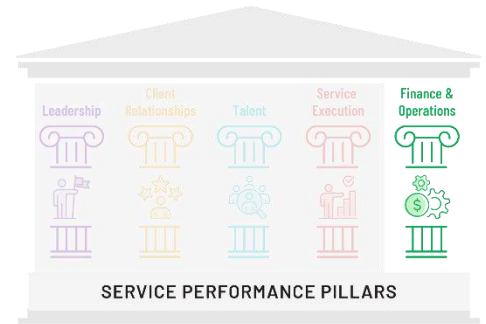 Leadership
Client
Relationships
Talent
Service
Execution
Finance &
Operations
$
SERVICE PERFORMANCE PILLARS